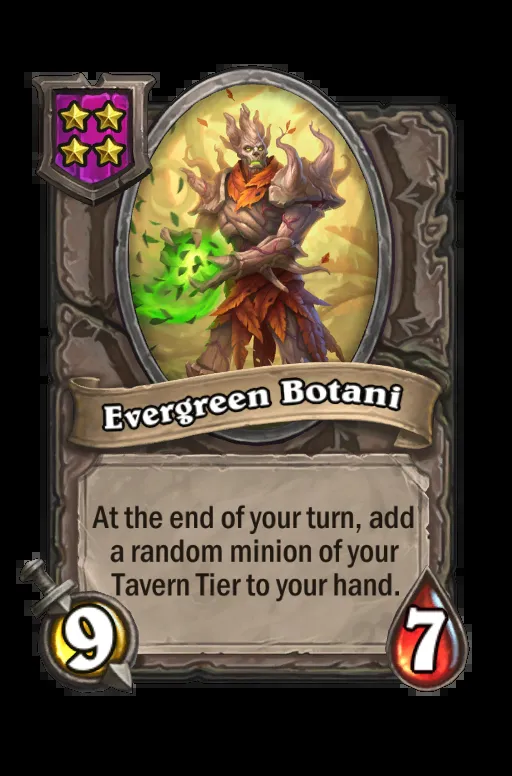 Evergreen Botani
At the end of your turn, add
a random minion of your
Tavern Tier to your hand.
9
7